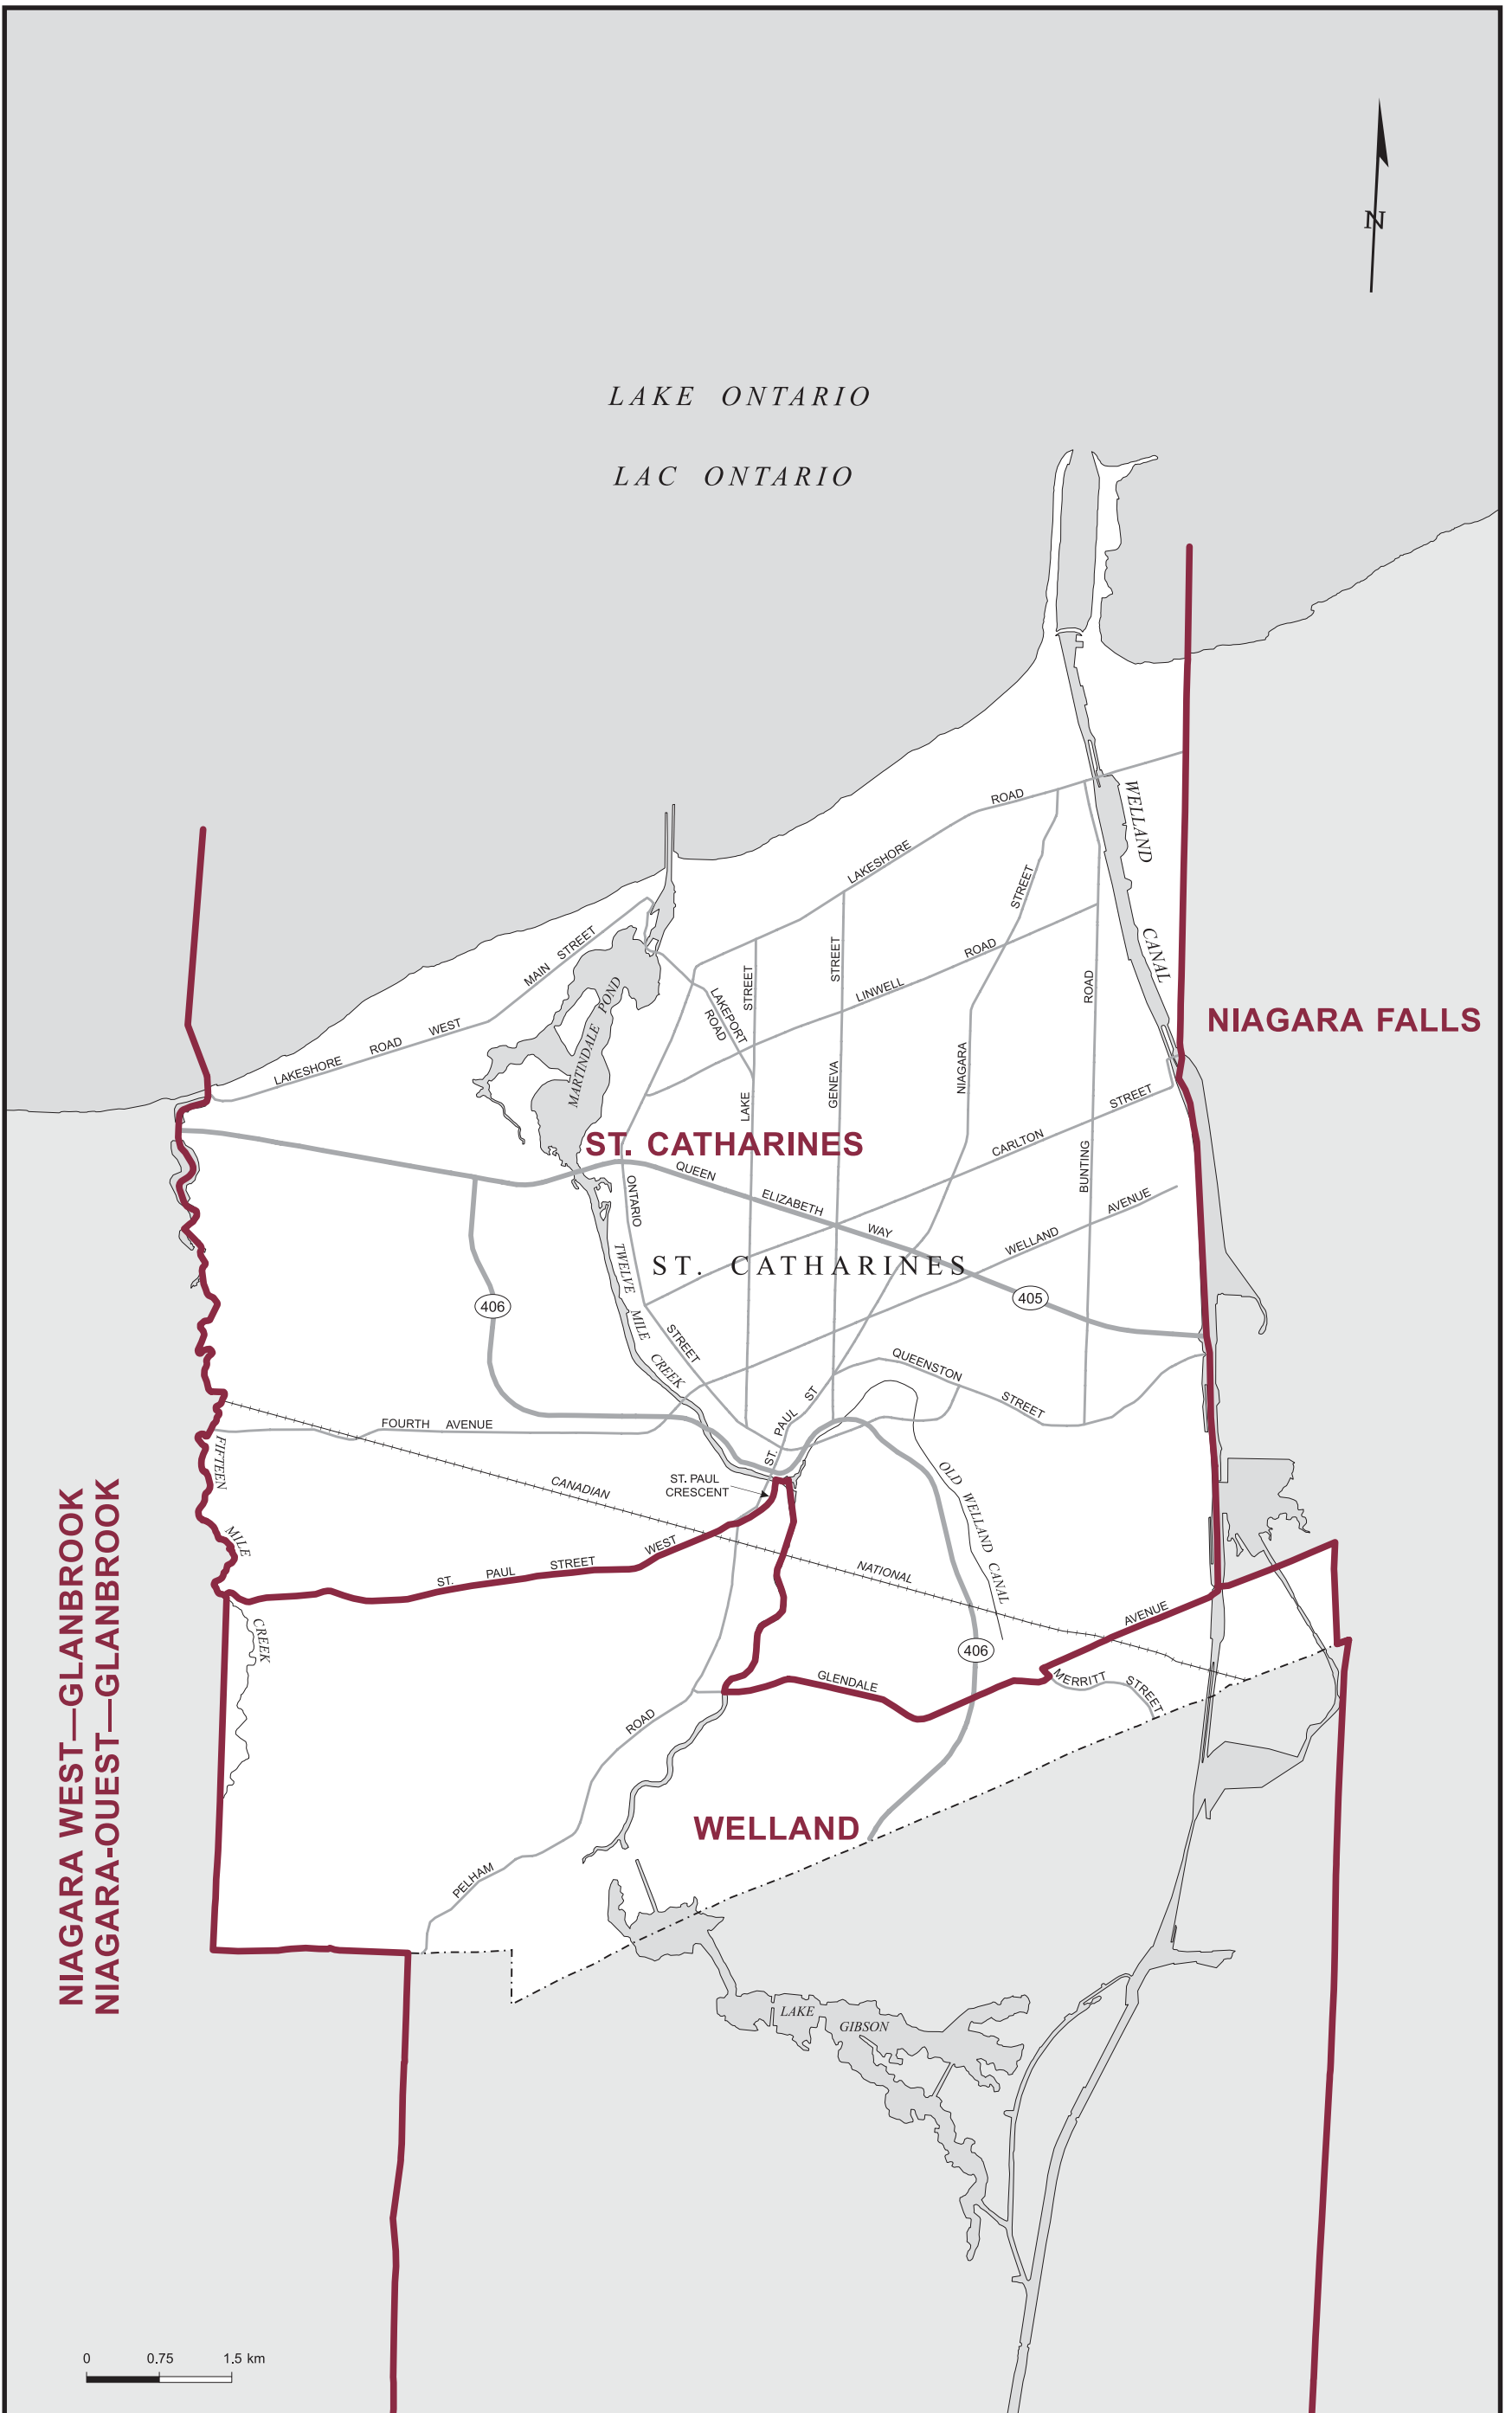 N
LAKE ONTARIO
LAC ONTARIO
WELLAND
CANAL
ROAD
LAKESHORE
STREET
MAIN STREET
LAKESHORE ROAD WEST
MARTINDALE POND
LAKEPORT
ROAD
STREET
STREET
LINWELL ROAD
ROAD
NIAGARA FALLS
LAKE
GENEVA
NIAGARA
CARLTON STREET
BUNTING
ST. CATHARINES
QUEEN ELIZABETH WAY
ONTARIO
STREET
WELLAND AVENUE
TWELVE MILE CREEK
ST. CATHARINES
406
405
QUEENSTON STREET
ST. PAUL ST
FOURTH AVENUE
FIFTEEN
MILE
CREEK
CANADIAN NATIONAL
ST. PAUL
CRESCENT
OLD WELLAND CANAL
ST. PAUL STREET WEST
406
AVENUE
GLENDALE
MERRITT STREET
NIAGARA WEST—GLANBROOK
NIAGARA-OUEST—GLANBROOK
ROAD
PELHAM
WELLAND
LAKE
GIBSON
0 0.75 1.5 km